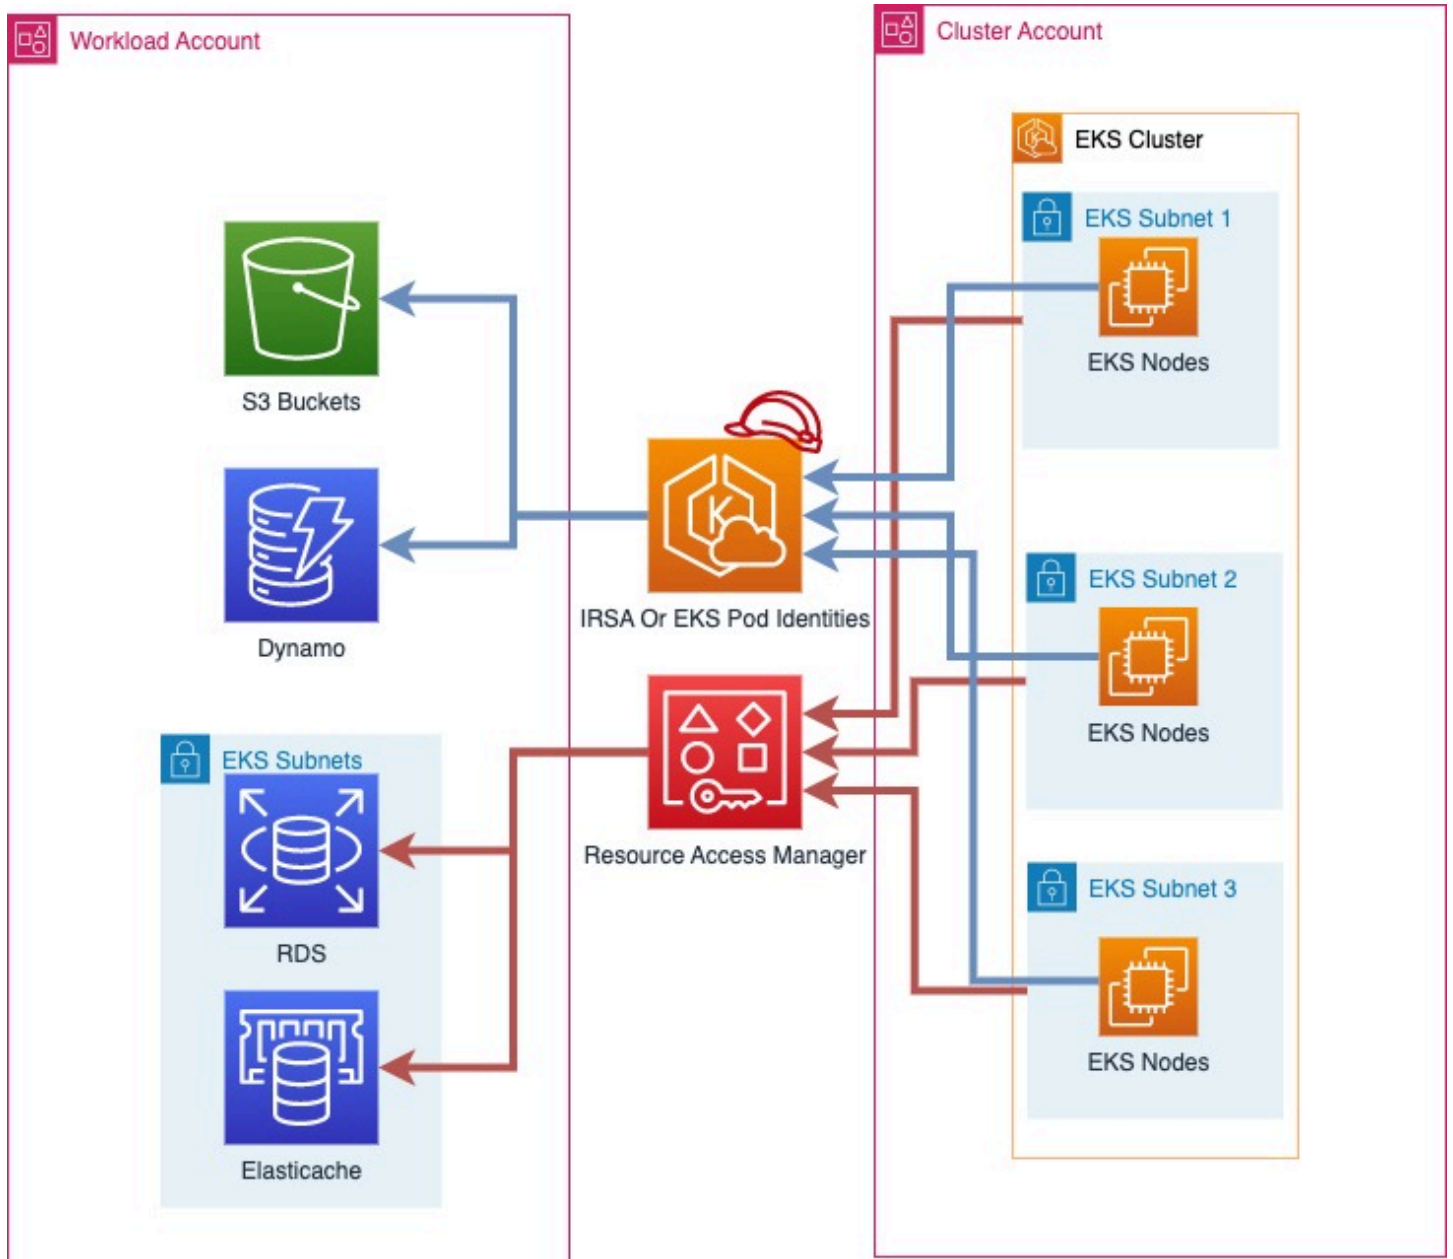 Workload Account
Cluster Account
EKS Cluster
EKS Subnet 1
EKS Nodes
S3 Buckets
K
IRSA Or EKS Pod Identities
EKS Subnet 2
EKS Nodes
Dynamo
EKS Subnets
RDS
Resource Access Manager
EKS Subnet 3
EKS Nodes
Elasticache